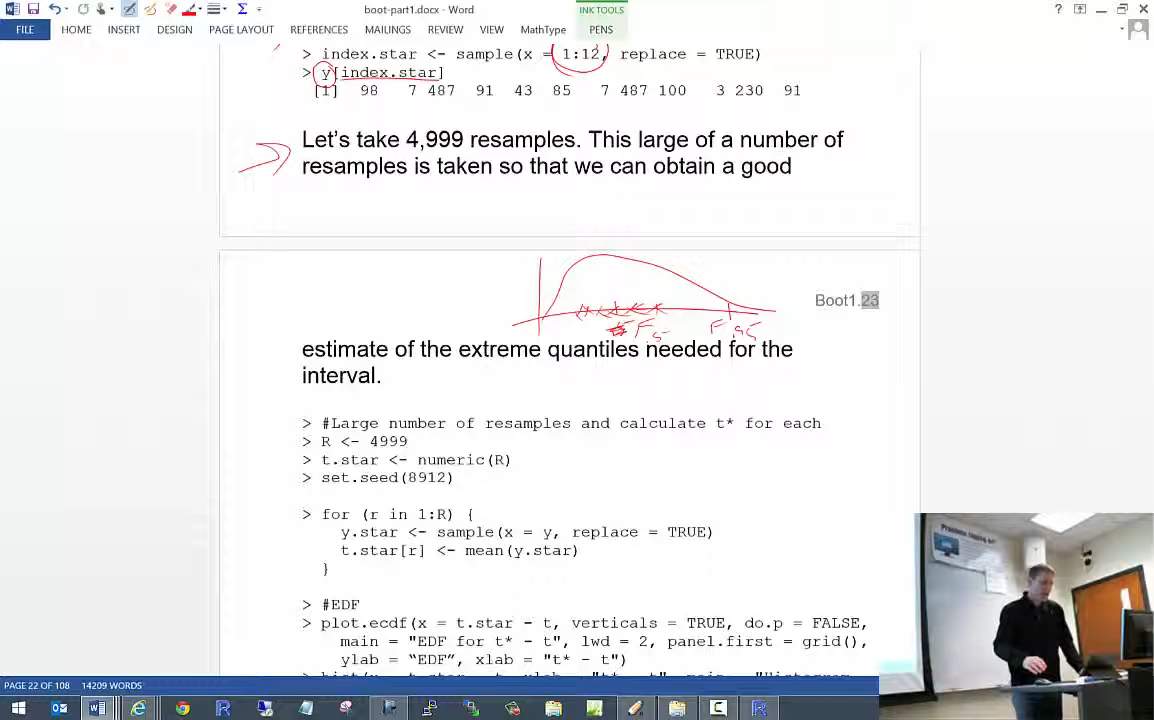 boot-part1.docx - Word
INK TOOLS
FILE HOME INSERT DESIGN PAGE LAYOUT REFERENCES MAILINGS REVIEW VIEW MathType PENS
> index.star <- sample(x = 1:12, replace = TRUE)
> y[index.star]
[1] 98 7 487 91 43 85 7 487 100 3 230 91
Let's take 4,999 resamples. This large of a number of
resamples is taken so that we can obtain a good
Boot1.23
F.5 F.95
estimate of the extreme quantiles needed for the
interval.
> #Large number of resamples and calculate t* for each
> R <- 4999
> t.star <- numeric(R)
> set.seed(8912)
> for (r in 1:R) {
y.star <- sample(x = y, replace = TRUE)
t.star[r] <- mean(y.star)
}
> #EDF
> plot.ecdf(x = t.star - t, verticals = TRUE, do.p = FALSE,
main = "EDF for t* - t", lwd = 2, panel.first = grid(),
ylab = “EDF”, xlab = "t* - t")
PAGE 22 OF 108 14209 WORDS